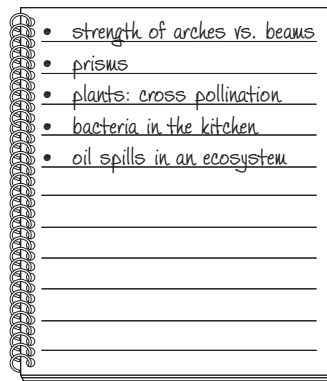 • strength of arches vs. beams
• prisms
• plants: cross pollination
• bacteria in the kitchen
• oil spills in an ecosystem